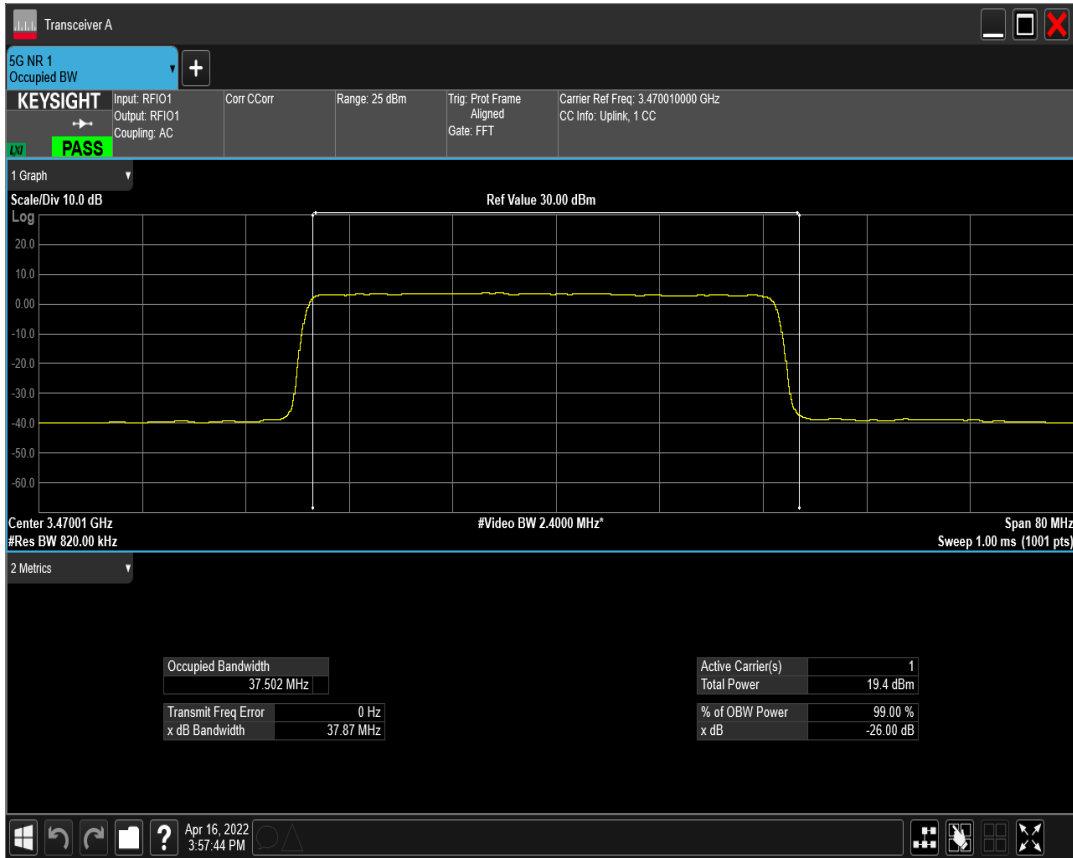 Transceiver A
5G NR 1
Occupied BW
KEYSIGHT
LXI
PASS
Input: RFIO1
Output: RFIO1
Coupling: AC
Corr CCorr
Range: 25 dBm
Trig: Prot Frame
Aligned
Gate: FFT
Carrier Ref Freq: 3.470010000 GHz
CC Info: Uplink, 1 CC
1 Graph
Scale/Div 10.0 dB
Ref Value 30.00 dBm
Log
20.0
10.0
0.00
-10.0
-20.0
-30.0
-40.0
-50.0
-60.0
Center 3.47001 GHz
#Video BW 2.4000 MHz*
Span 80 MHz
#Res BW 820.00 kHz
Sweep 1.00 ms (1001 pts)
2 Metrics
Occupied Bandwidth
37.502 MHz
Transmit Freq Error 0 Hz
x dB Bandwidth 37.87 MHz
Active Carrier(s) 1
Total Power 19.4 dBm
% of OBW Power 99.00 %
x dB -26.00 dB
?
Apr 16, 2022
3:57:44 PM